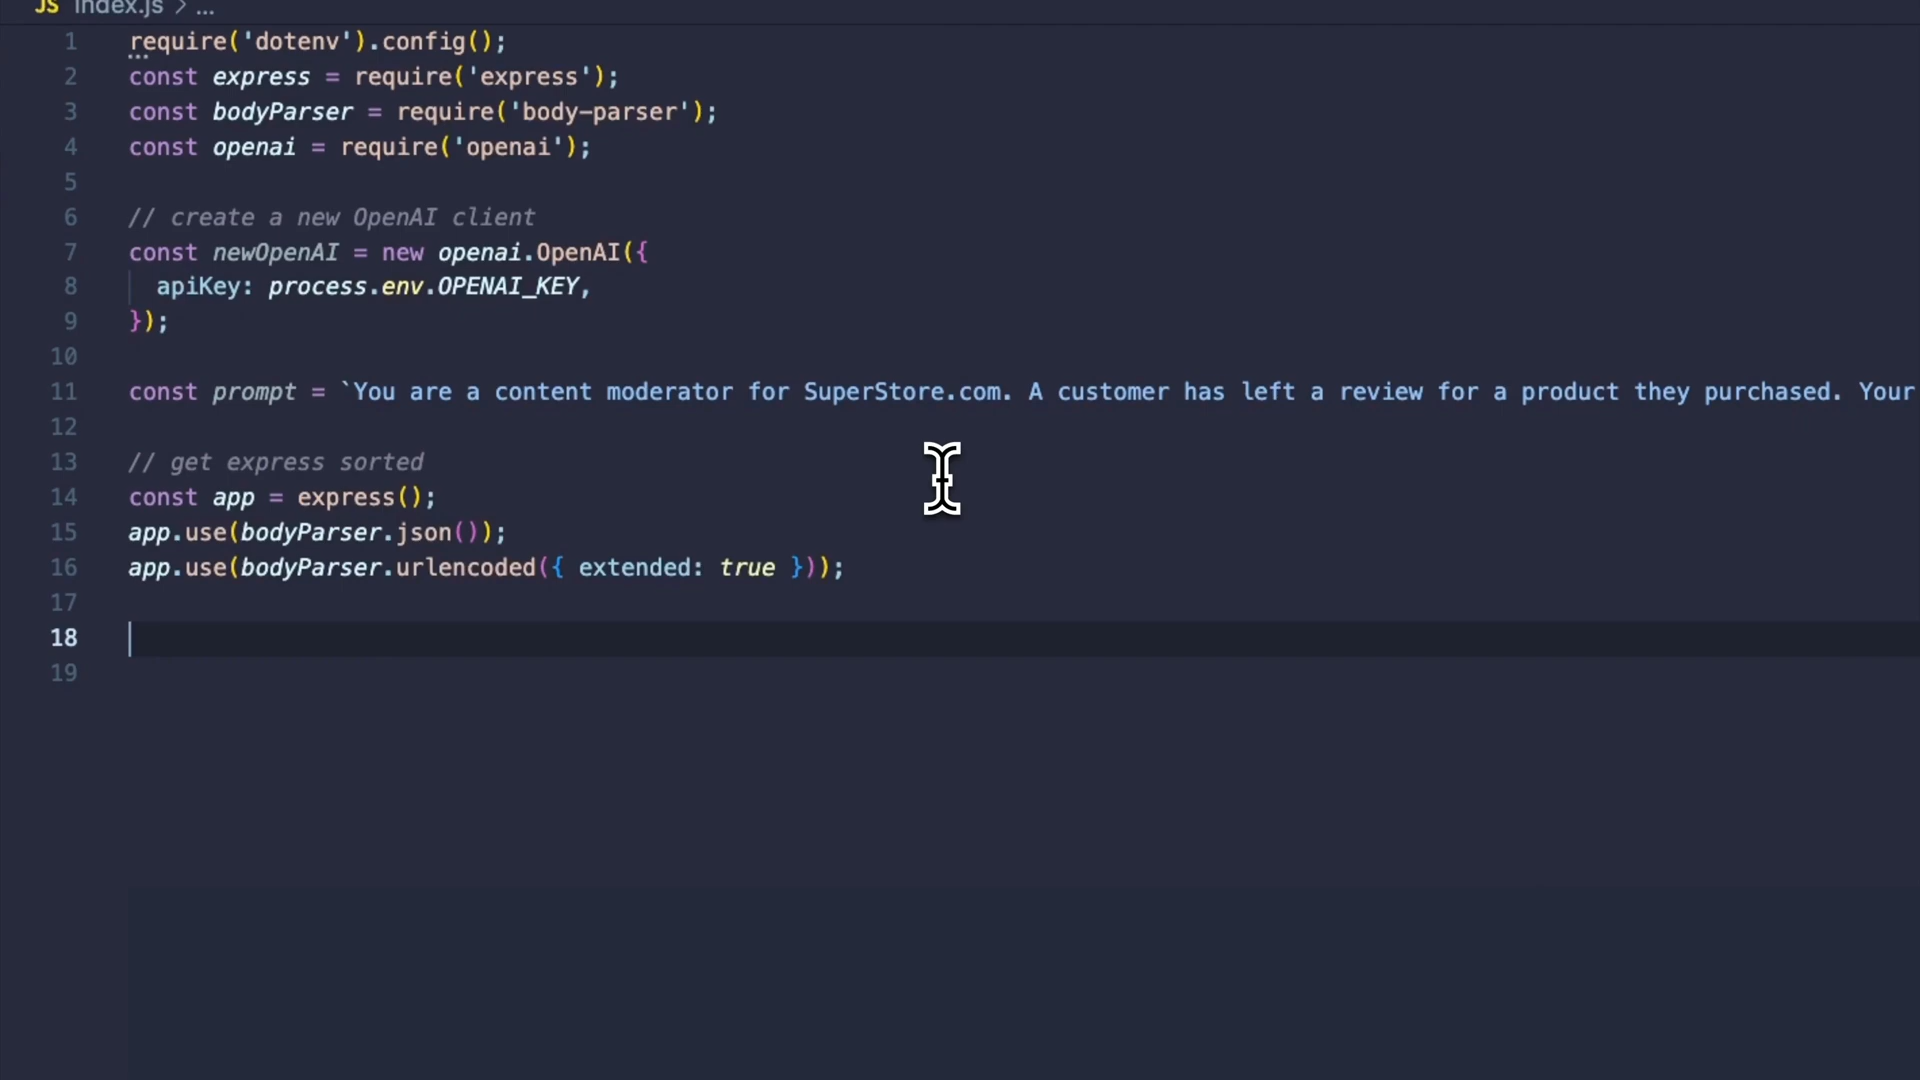 JS index.js > ...
1 require('dotenv').config();
2 const express = require('express');
3 const bodyParser = require('body-parser');
4 const openai = require('openai');
5
6 // create a new OpenAI client
7 const newOpenAI = new openai.OpenAI({
8 apiKey: process.env.OPENAI_KEY,
9 });
10
11 const prompt = `You are a content moderator for SuperStore.com. A customer has left a review for a product they purchased. Your
12
13 // get express sorted
14 const app = express();
15 app.use(bodyParser.json());
16 app.use(bodyParser.urlencoded({ extended: true }));
17
18
19